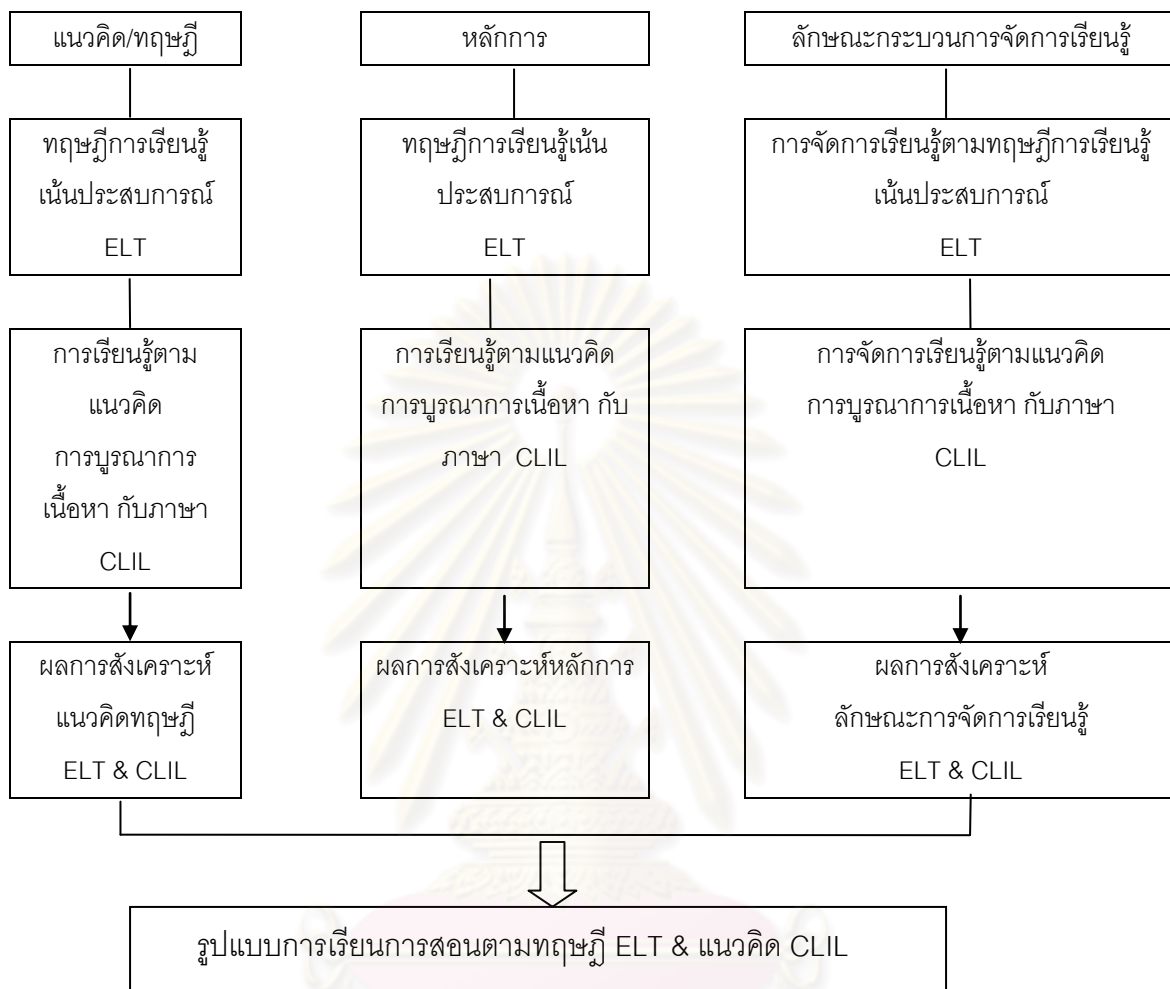 แนวคิด/ทฤษฎี
หลักการ
ลักษณะกระบวนการจัดการเรียนรู้
ทฤษฎีการเรียนรู้
เน้นประสบการณ์
ELT
ทฤษฎีการเรียนรู้เน้น
ประสบการณ์
ELT
การจัดการเรียนรู้ตามทฤษฎีการเรียนรู้
เน้นประสบการณ์
ELT
การเรียนรู้ตาม
แนวคิด
การบูรณาการ
เนื้อหา กับภาษา
CLIL
การเรียนรู้ตามแนวคิด
การบูรณาการเนื้อหา กับ
ภาษา CLIL
การจัดการเรียนรู้ตามแนวคิด
การบูรณาการเนื้อหา กับภาษา
CLIL
ผลการสังเคราะห์
แนวคิดทฤษฎี
ELT & CLIL
ผลการสังเคราะห์หลักการ
ELT & CLIL
ผลการสังเคราะห์
ลักษณะการจัดการเรียนรู้
ELT & CLIL
รูปแบบการเรียนการสอนตามทฤษฎี ELT & แนวคิด CLIL